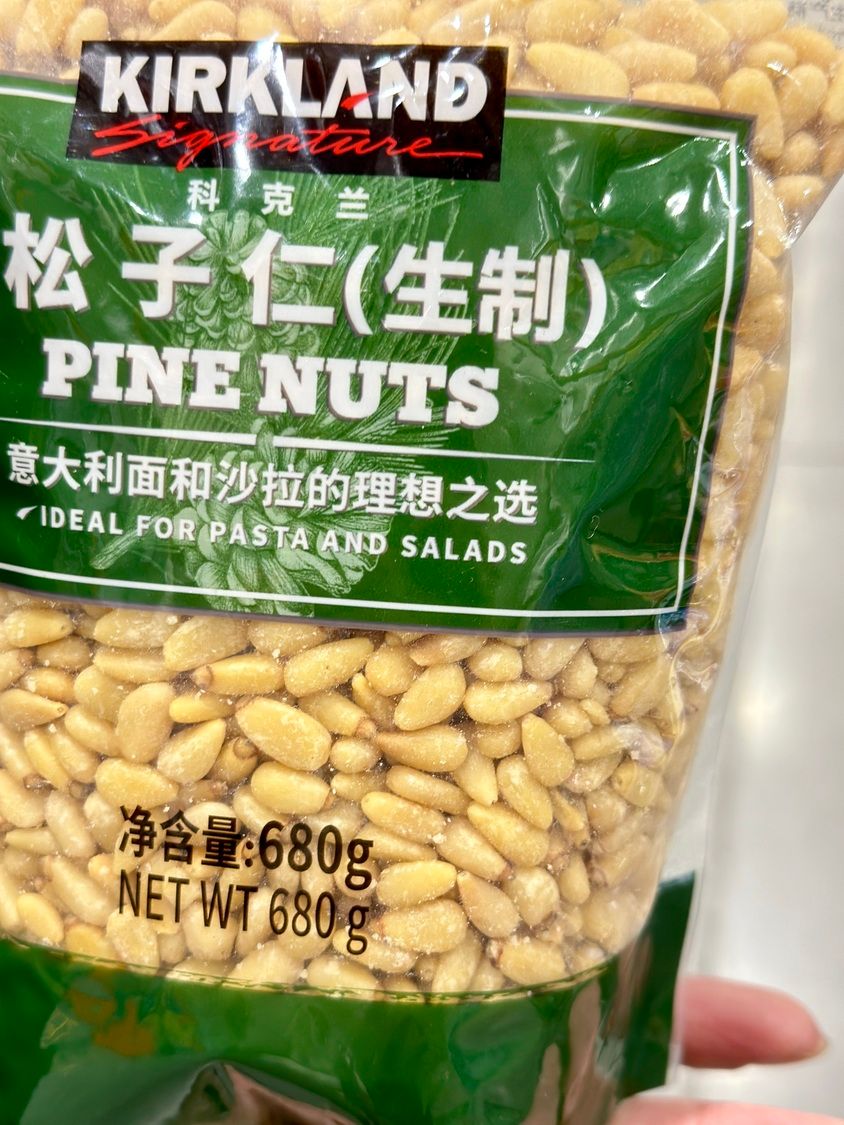 KIRKLAND
Signature
科克兰
松子仁(生制)
PINE NUTS
意大利面和沙拉的理想之选
IDEAL FOR PASTA AND SALADS
净含量:680g
NET WT 680 g